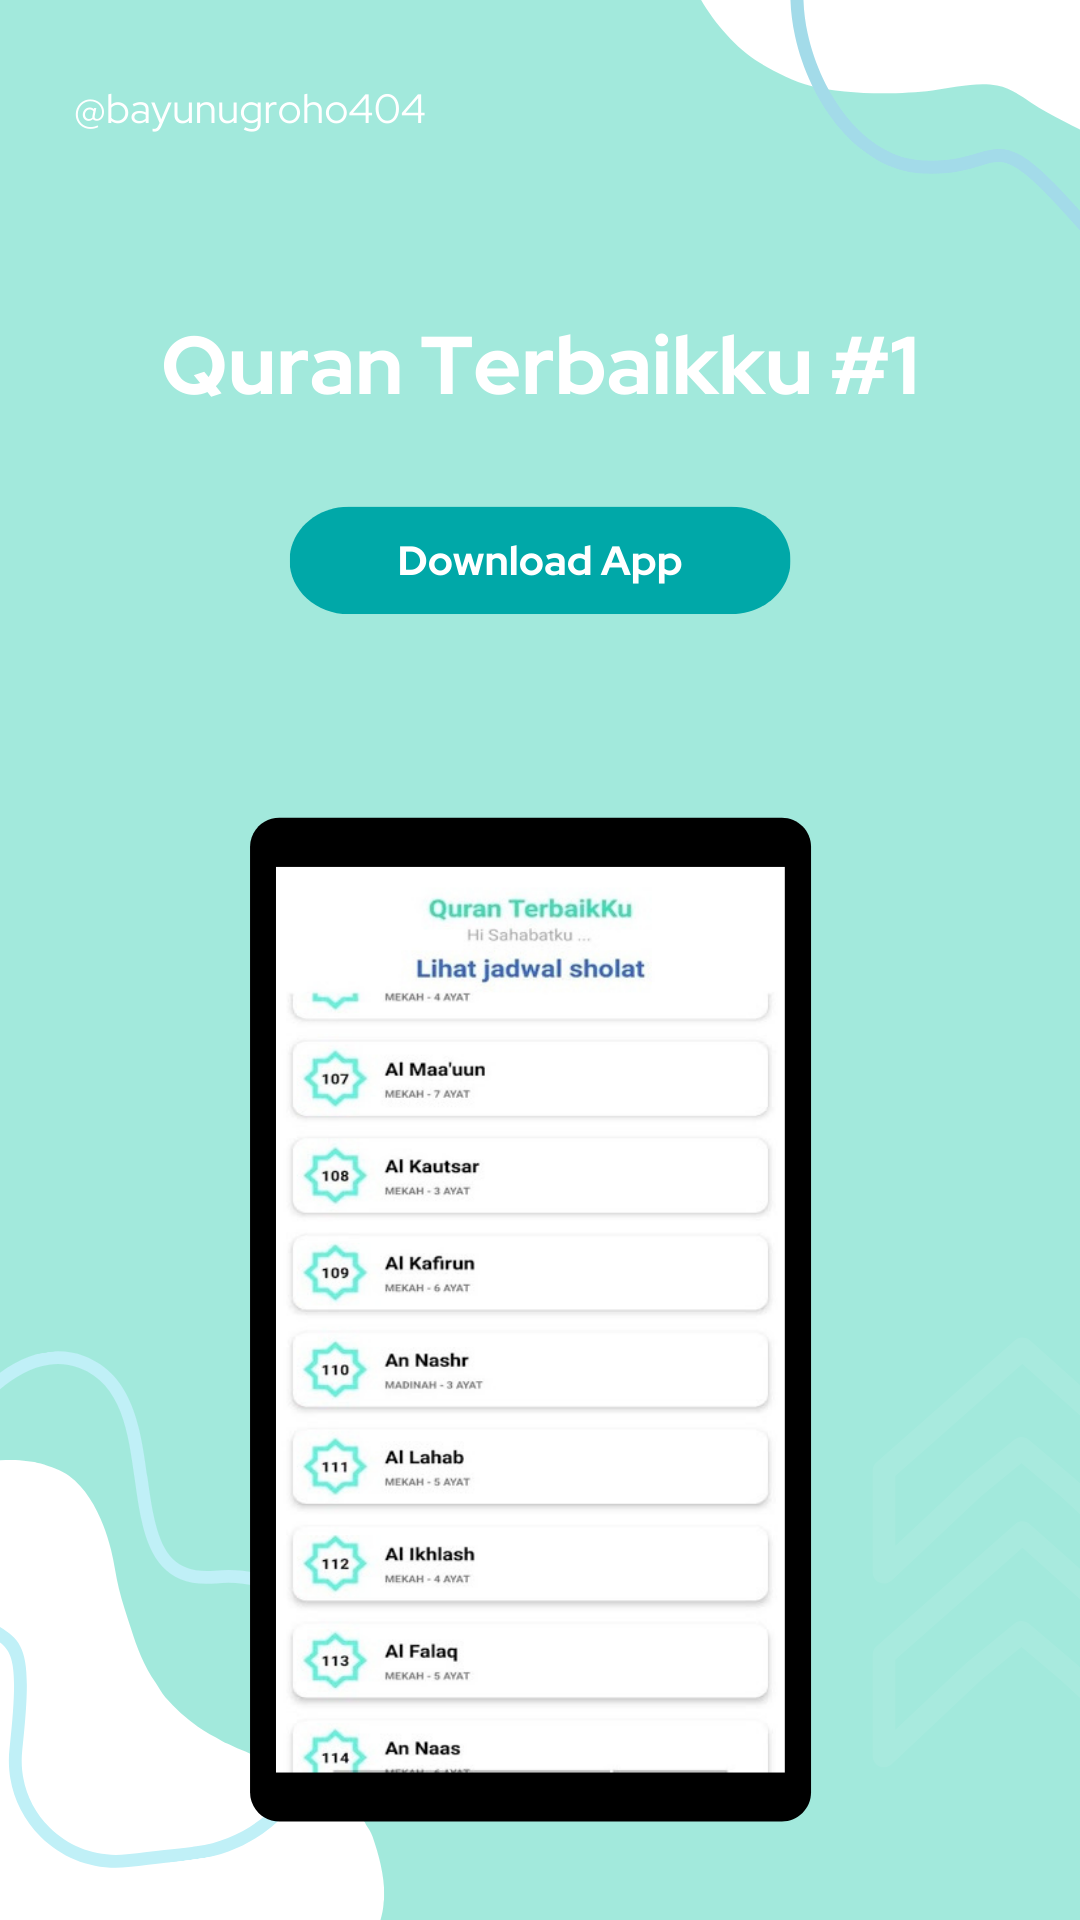 @bayunugroho404
Quran Terbaikku #1
Download App
Quran TerbaikKu
Hi Sahabatku ...
Lihat jadwal sholat
MEKAH - 4 AYAT
107
Al Maa'uun
MEKAH - 7 AYAT
108
Al Kautsar
MEKAH - 3 AYAT
109
Al Kafirun
MEKAH - 6 AYAT
110
An Nashr
MADINAH - 3 AYAT
111
Al Lahab
MEKAH - 5 AYAT
112
Al Ikhlash
MEKAH - 4 AYAT
113
Al Falaq
MEKAH - 5 AYAT
114
An Naas
MEKAH - 6 AYAT